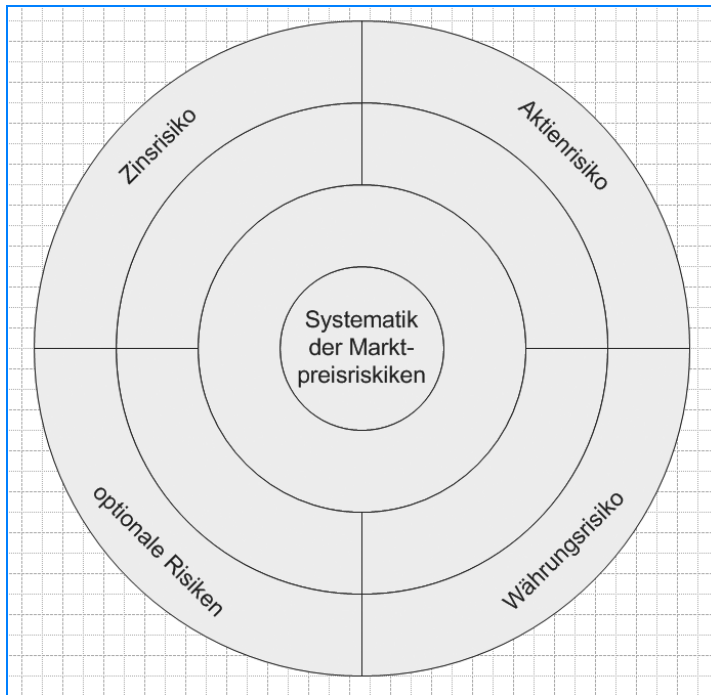 Zinsrisiko
Aktienrisiko
Systematik
der Markt-
preisriskiken
optionale Risiken
Währungsrisiko